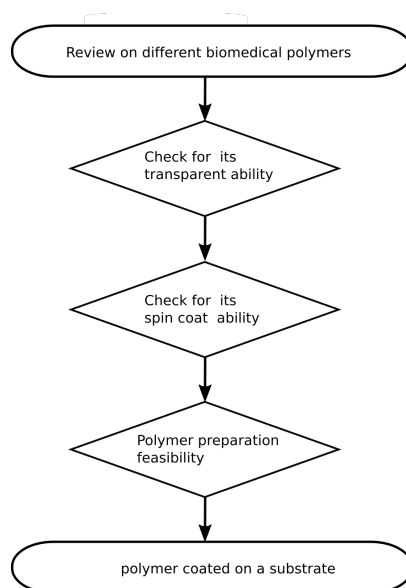 Review on different biomedical polymers
Check for its
transparent ability
Check for its
spin coat ability
Polymer preparation
feasibility
polymer coated on a substrate